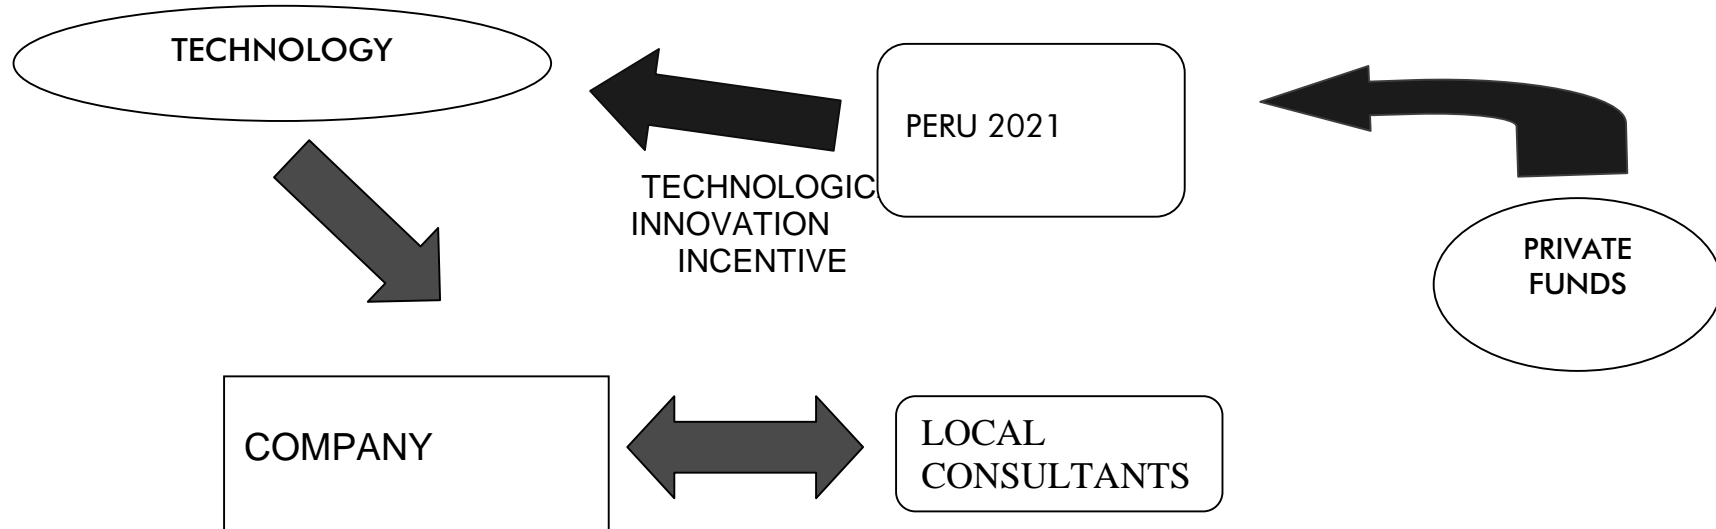 TECHNOLOGY
PERU 2021
TECHNOLOGIC
INNOVATION
INCENTIVE
PRIVATE
FUNDS
COMPANY
LOCAL
CONSULTANTS